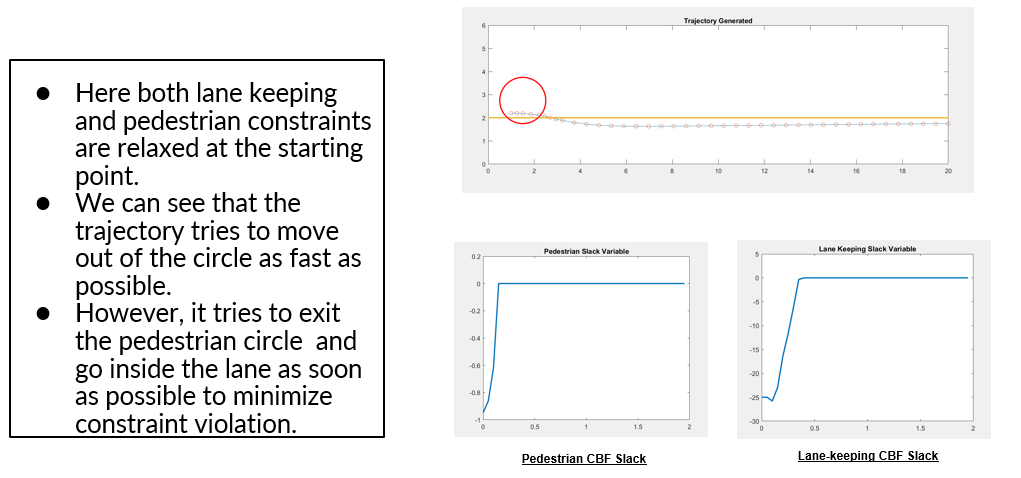 ● Here both lane keeping
and pedestrian constraints
are relaxed at the starting
point.
● We can see that the
trajectory tries to move
out of the circle as fast as
possible.
● However, it tries to exit
the pedestrian circle and
go inside the lane as soon
as possible to minimize
constraint violation.
Trajectory Generated
6
5
4
3
2
1
0
0 2 4 6 8 10 12 14 16 18 20
Pedestrian Slack Variable
0.2
0
-0.2
-0.4
-0.6
-0.8
-1
0 0.5 1 1.5 2
Pedestrian CBF Slack
Lane Keeping Slack Variable
5
0
-5
-10
-15
-20
-25
-30
0 0.5 1 1.5 2
Lane-keeping CBF Slack